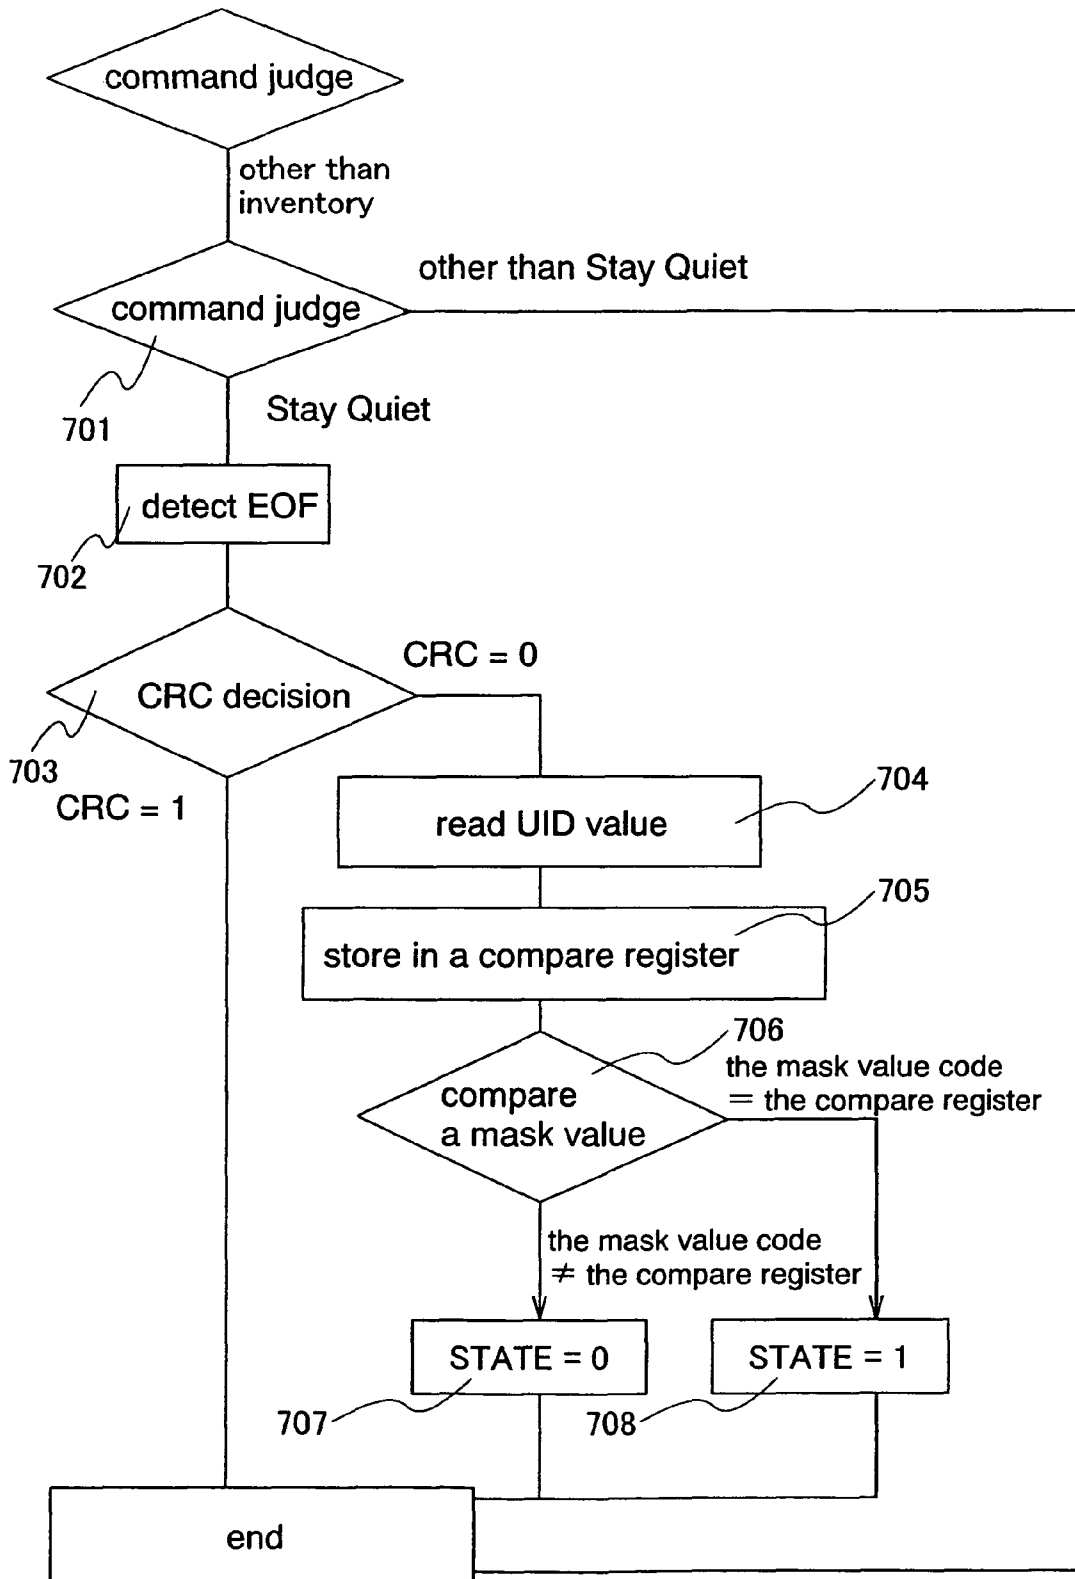 command judge
other than
inventory
other than Stay Quiet
command judge
701
Stay Quiet
detect EOF
702
CRC = 0
CRC decision
703
CRC = 1
704
read UID value
705
store in a compare register
706
the mask value code
= the compare register
compare
a mask value
the mask value code
≠ the compare register
STATE = 0
STATE = 1
707
708
end